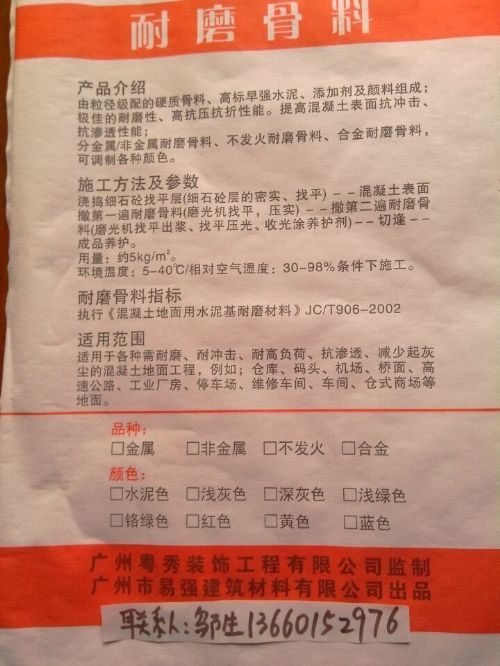 耐磨骨料
产品介绍
由粒径级配的硬质骨料、高标早强水泥、添加剂及颜料组成；
极佳的耐磨性、高抗压抗折性能。提高混凝土表面抗冲击、
抗渗透性能；
分金属/非金属耐磨骨料、不发火耐磨骨料、合金耐磨骨料，
可调制各种颜色。
施工方法及参数
浇捣细石砼找平层(细石砼层的密实、找平)--混凝土表面
撒第一遍耐磨骨料(磨光机找平，压实)--撒第二遍耐磨骨
料(磨光机找平出浆、找平压光、收光涂养护剂)--切逢--
成品养护。
用量：约5kg/m²。
环境温度：5-40℃/相对空气湿度：30-98%条件下施工。
耐磨骨料指标
执行《混凝土地面用水泥基耐磨材料》JC/T906-2002
适用范围
适用于各种需耐磨、耐冲击、耐高负荷、抗渗透、减少起灰
尘的混凝土地面工程，例如；仓库、码头、机场、桥面、高
速公路、工业厂房、停车场、维修车间、车间、仓式商场等
地面。
品种：
□金属 □非金属 □不发火 □合金
颜色：
□水泥色 □浅灰色 □深灰色 □浅绿色
□铬绿色 □红色 □黄色 □蓝色
广州粤秀装饰工程有限公司监制
广州市易强建筑材料有限公司出品
联系人:邹生13660152976